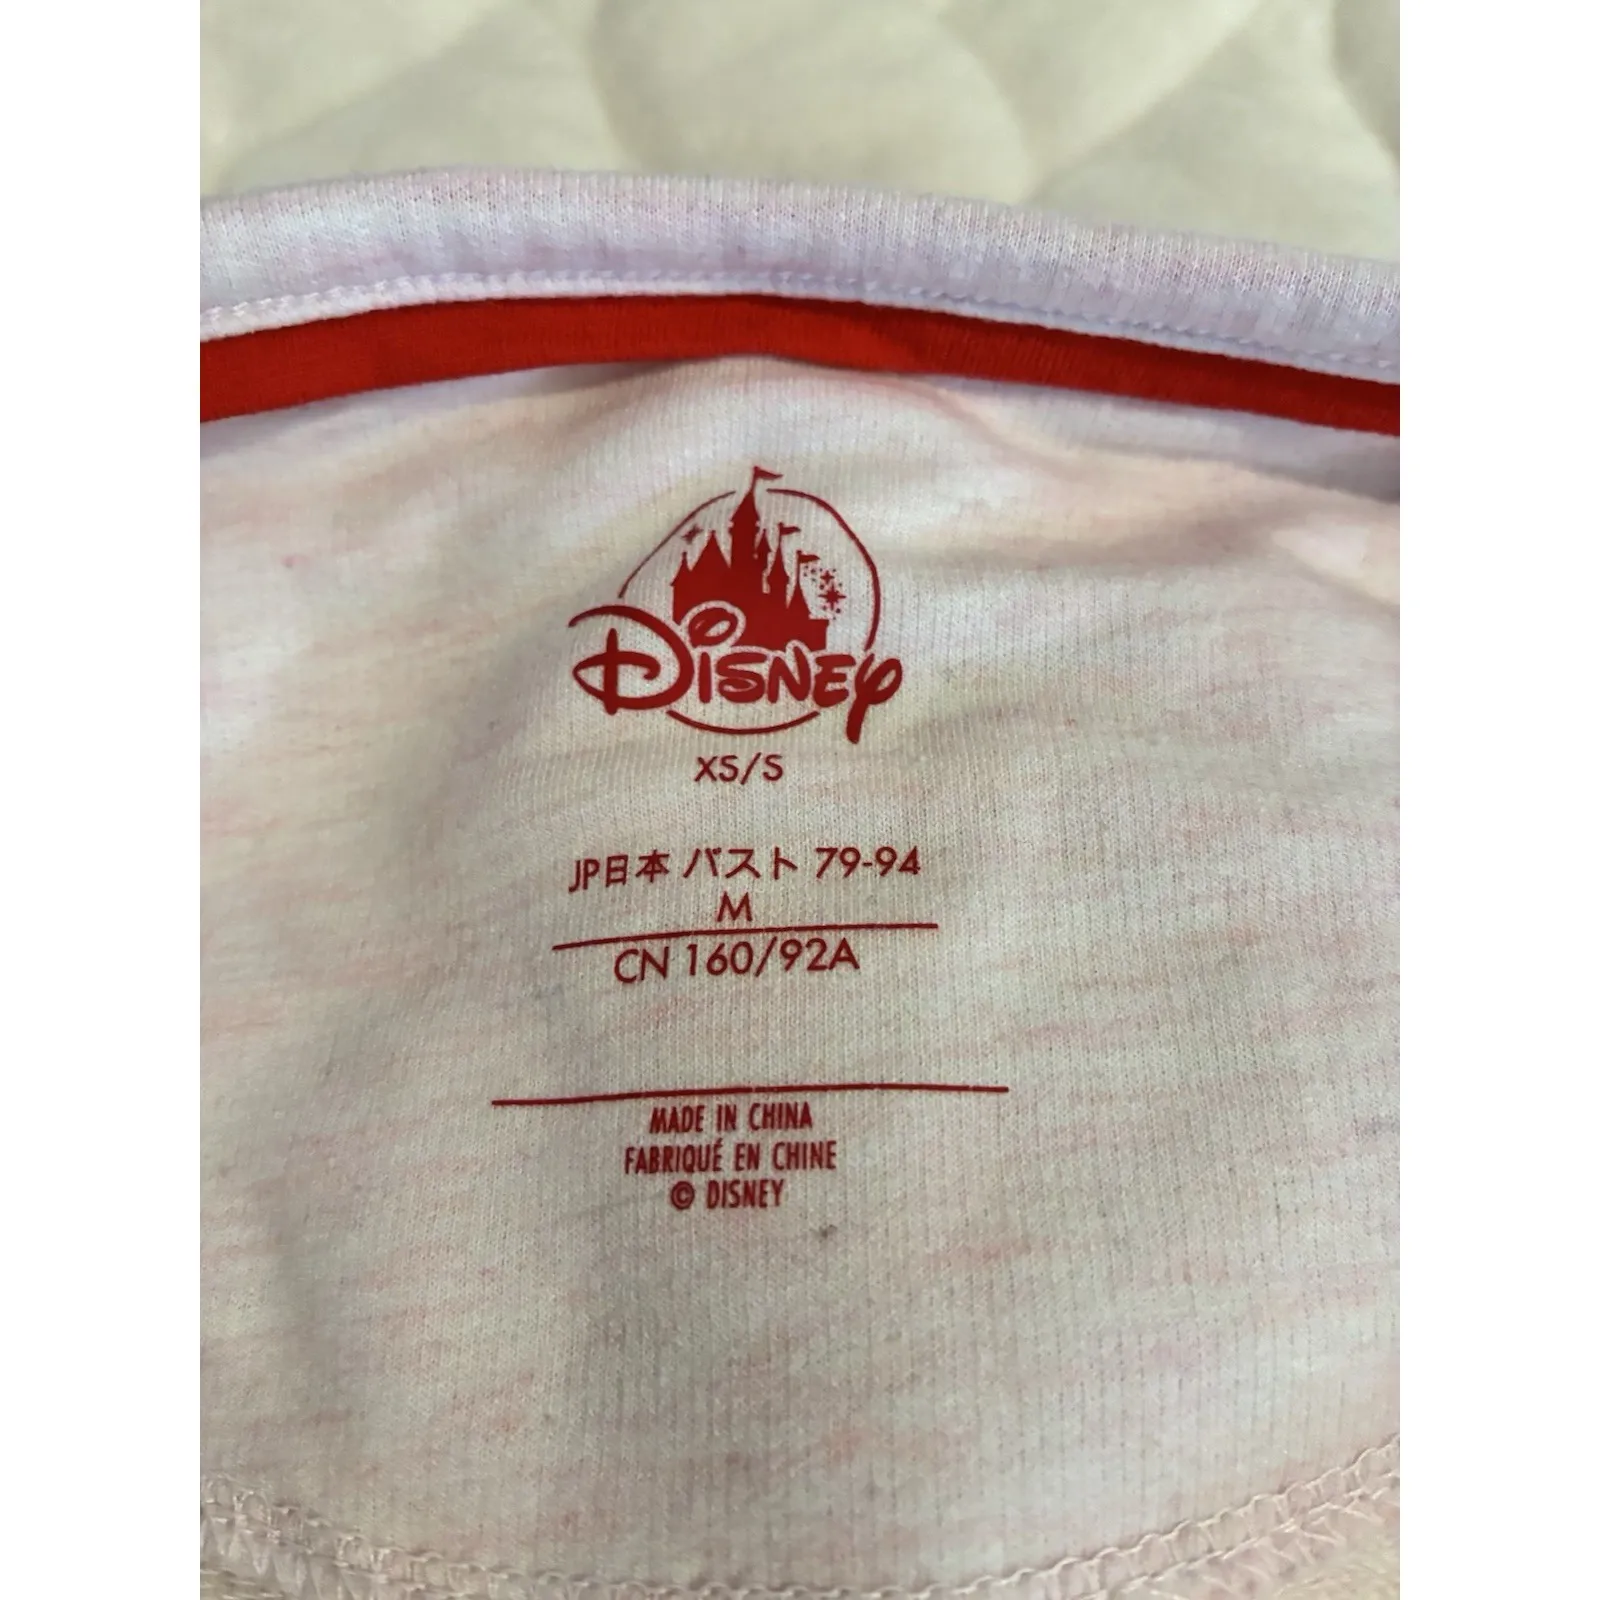 Disney
XS/S
JP日本 バスト 79-94
M
CN 160/92A
MADE IN CHINA
FABRIQUÉ EN CHINE
© DISNEY